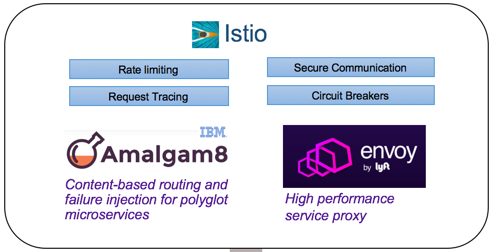 Istio
Rate limiting
Secure Communication
Request Tracing
Circuit Breakers
IBM
Amalgam8
Content-based routing and
failure injection for polyglot
microservices
envoy
by lyft
High performance
service proxy